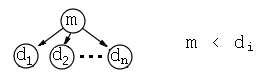 m
d₁ d₂ dₙ m < dᵢ